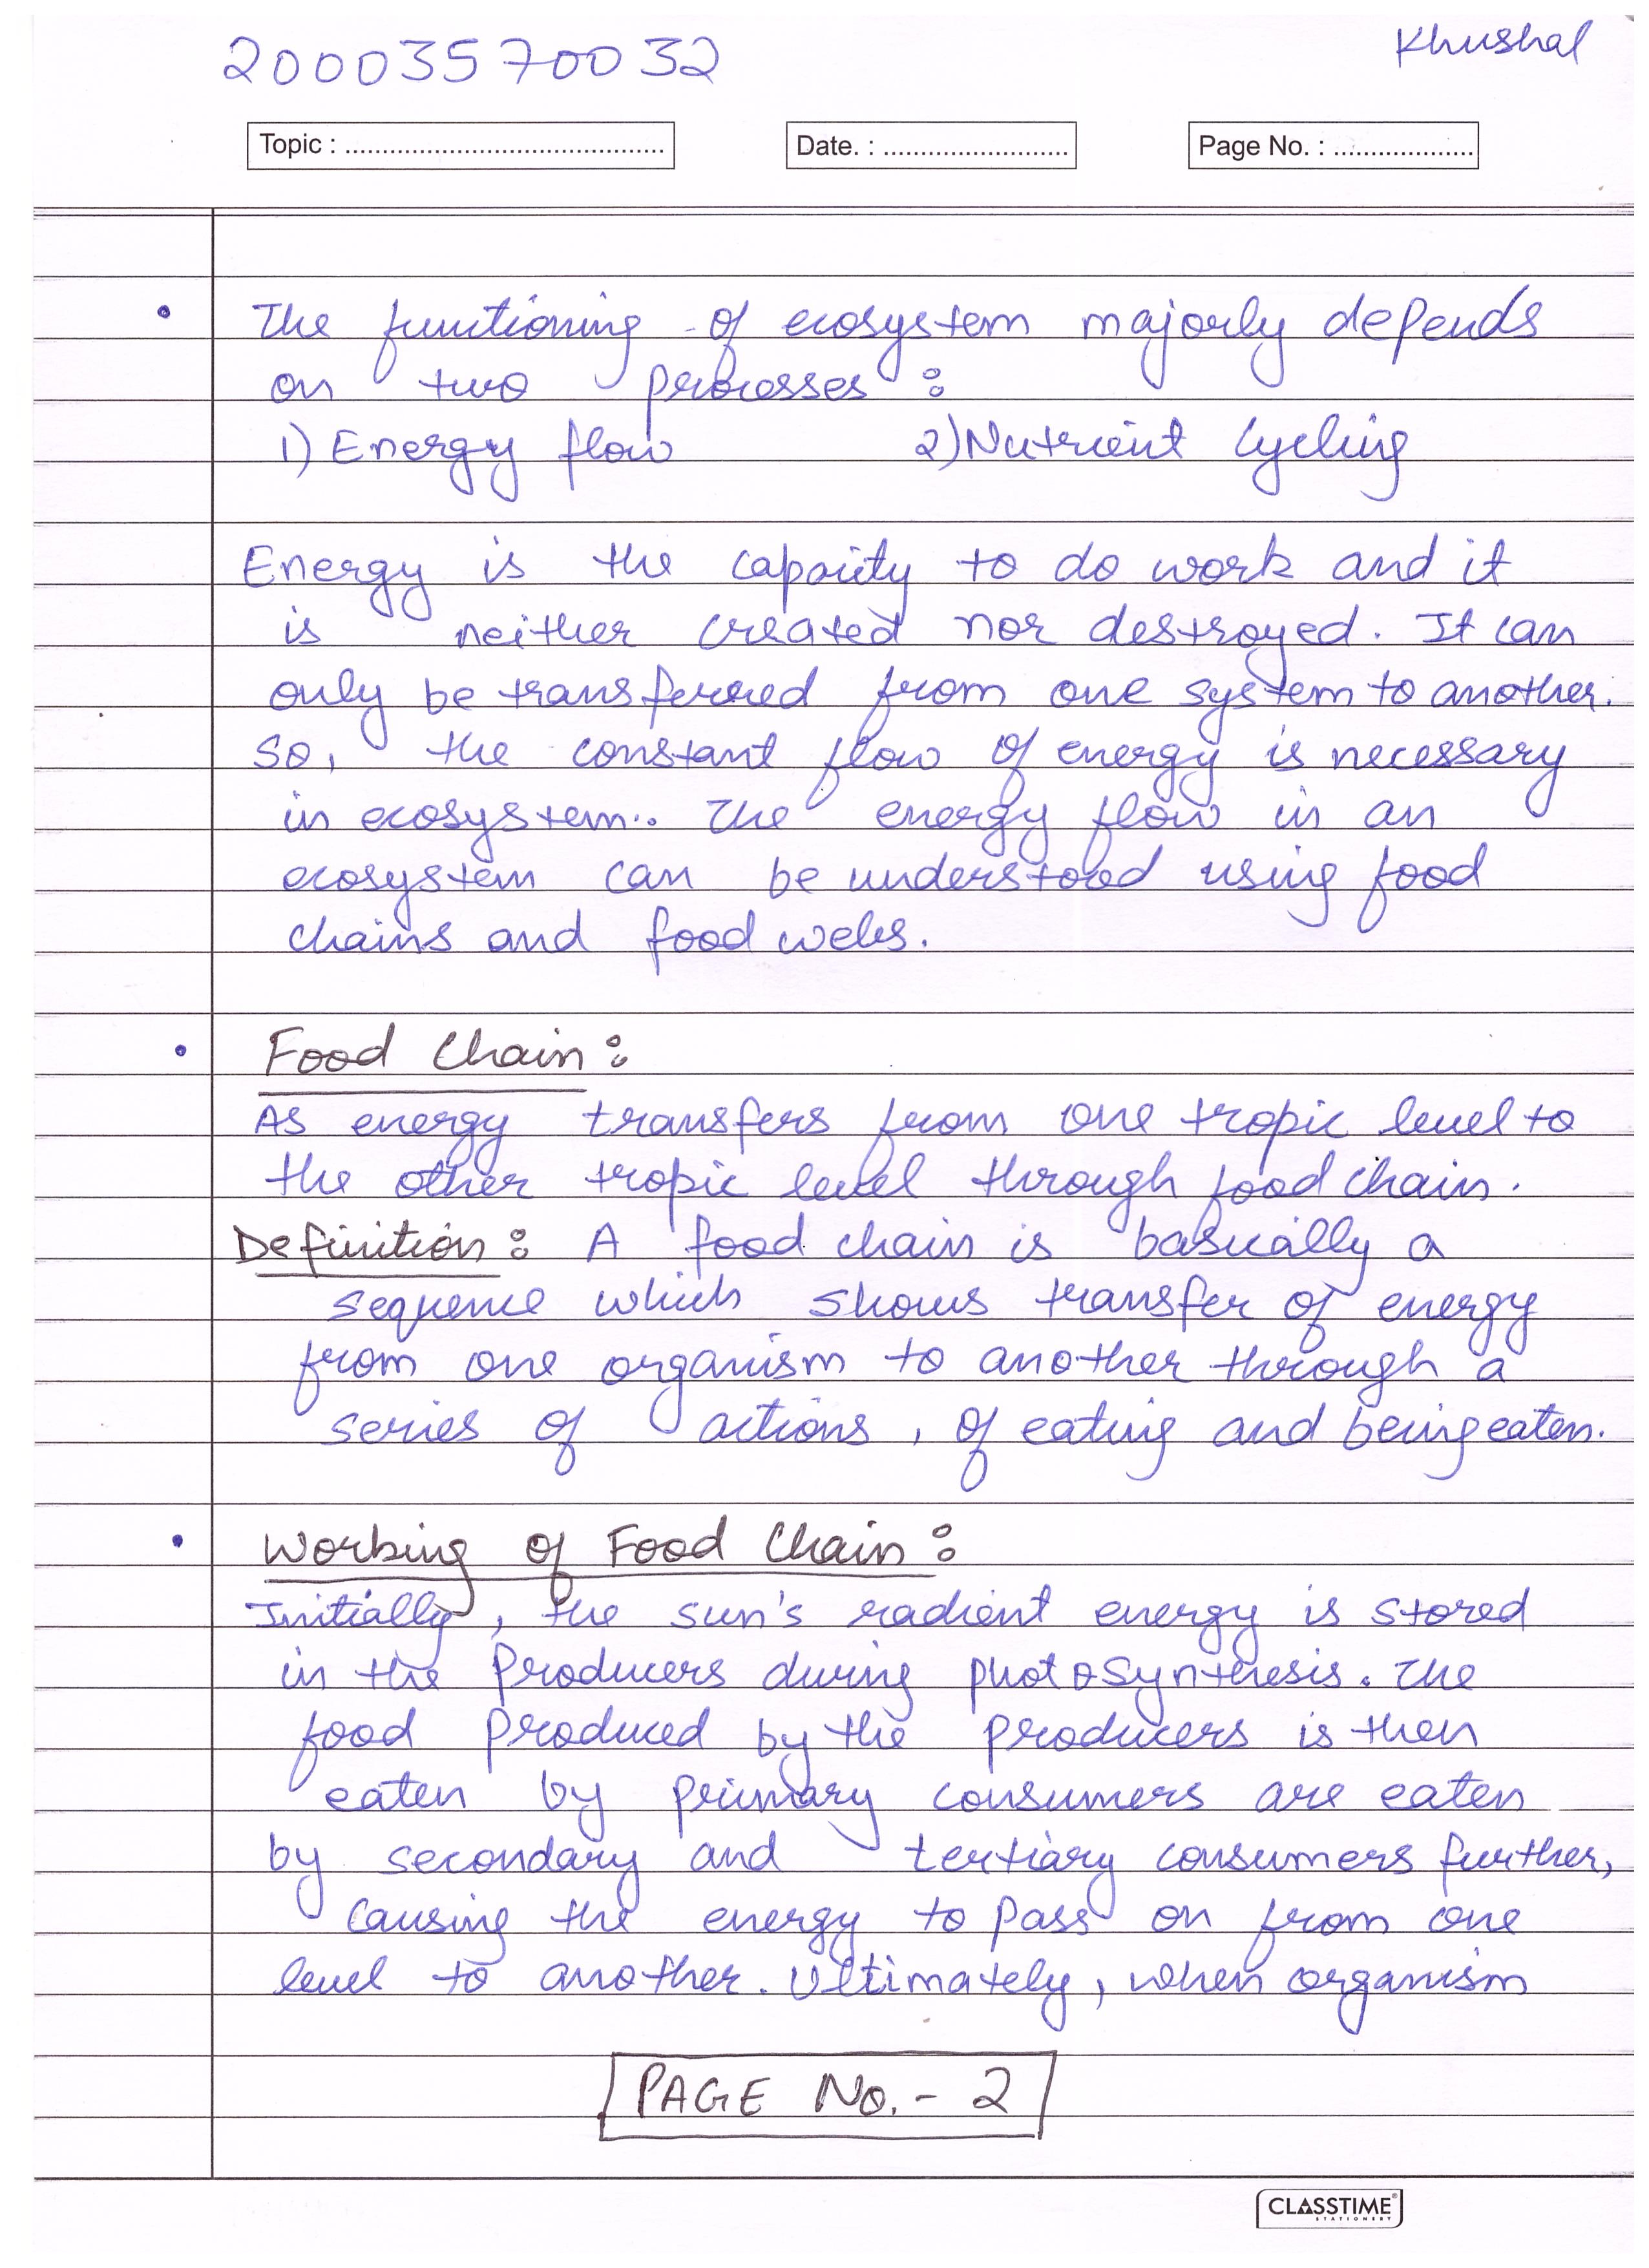 20003570032
Khushal
Topic : ..........................................
Date. : .........................
Page No. : ...................
• The functioning of ecosystem majorly depends
on two processes :
1) Energy flow 2) Nutrient Cycling
Energy is the capacity to do work and it
is neither created nor destroyed. It can
only be transferred from one system to another.
So, the constant flow of energy is necessary
in ecosystem.. The energy flow in an
ecosystem can be understood using food
chains and food webs.
• Food Chain :
As energy transfers from one tropic level to
the other tropic level through food chain.
Definition : A food chain is basically a
sequence which shows transfer of energy
from one organism to another through a
series of actions, of eating and being eaten.
• Working of Food Chain :
Initially, the sun's radient energy is stored
in the Producers during photosynthesis. The
food produced by the producers is then
eaten by primary consumers are eaten
by secondary and tertiary consumers further,
causing the energy to pass on from one
level to another. Ultimately, when organism
PAGE No. - 2
CLASSTIME
STATIONERY